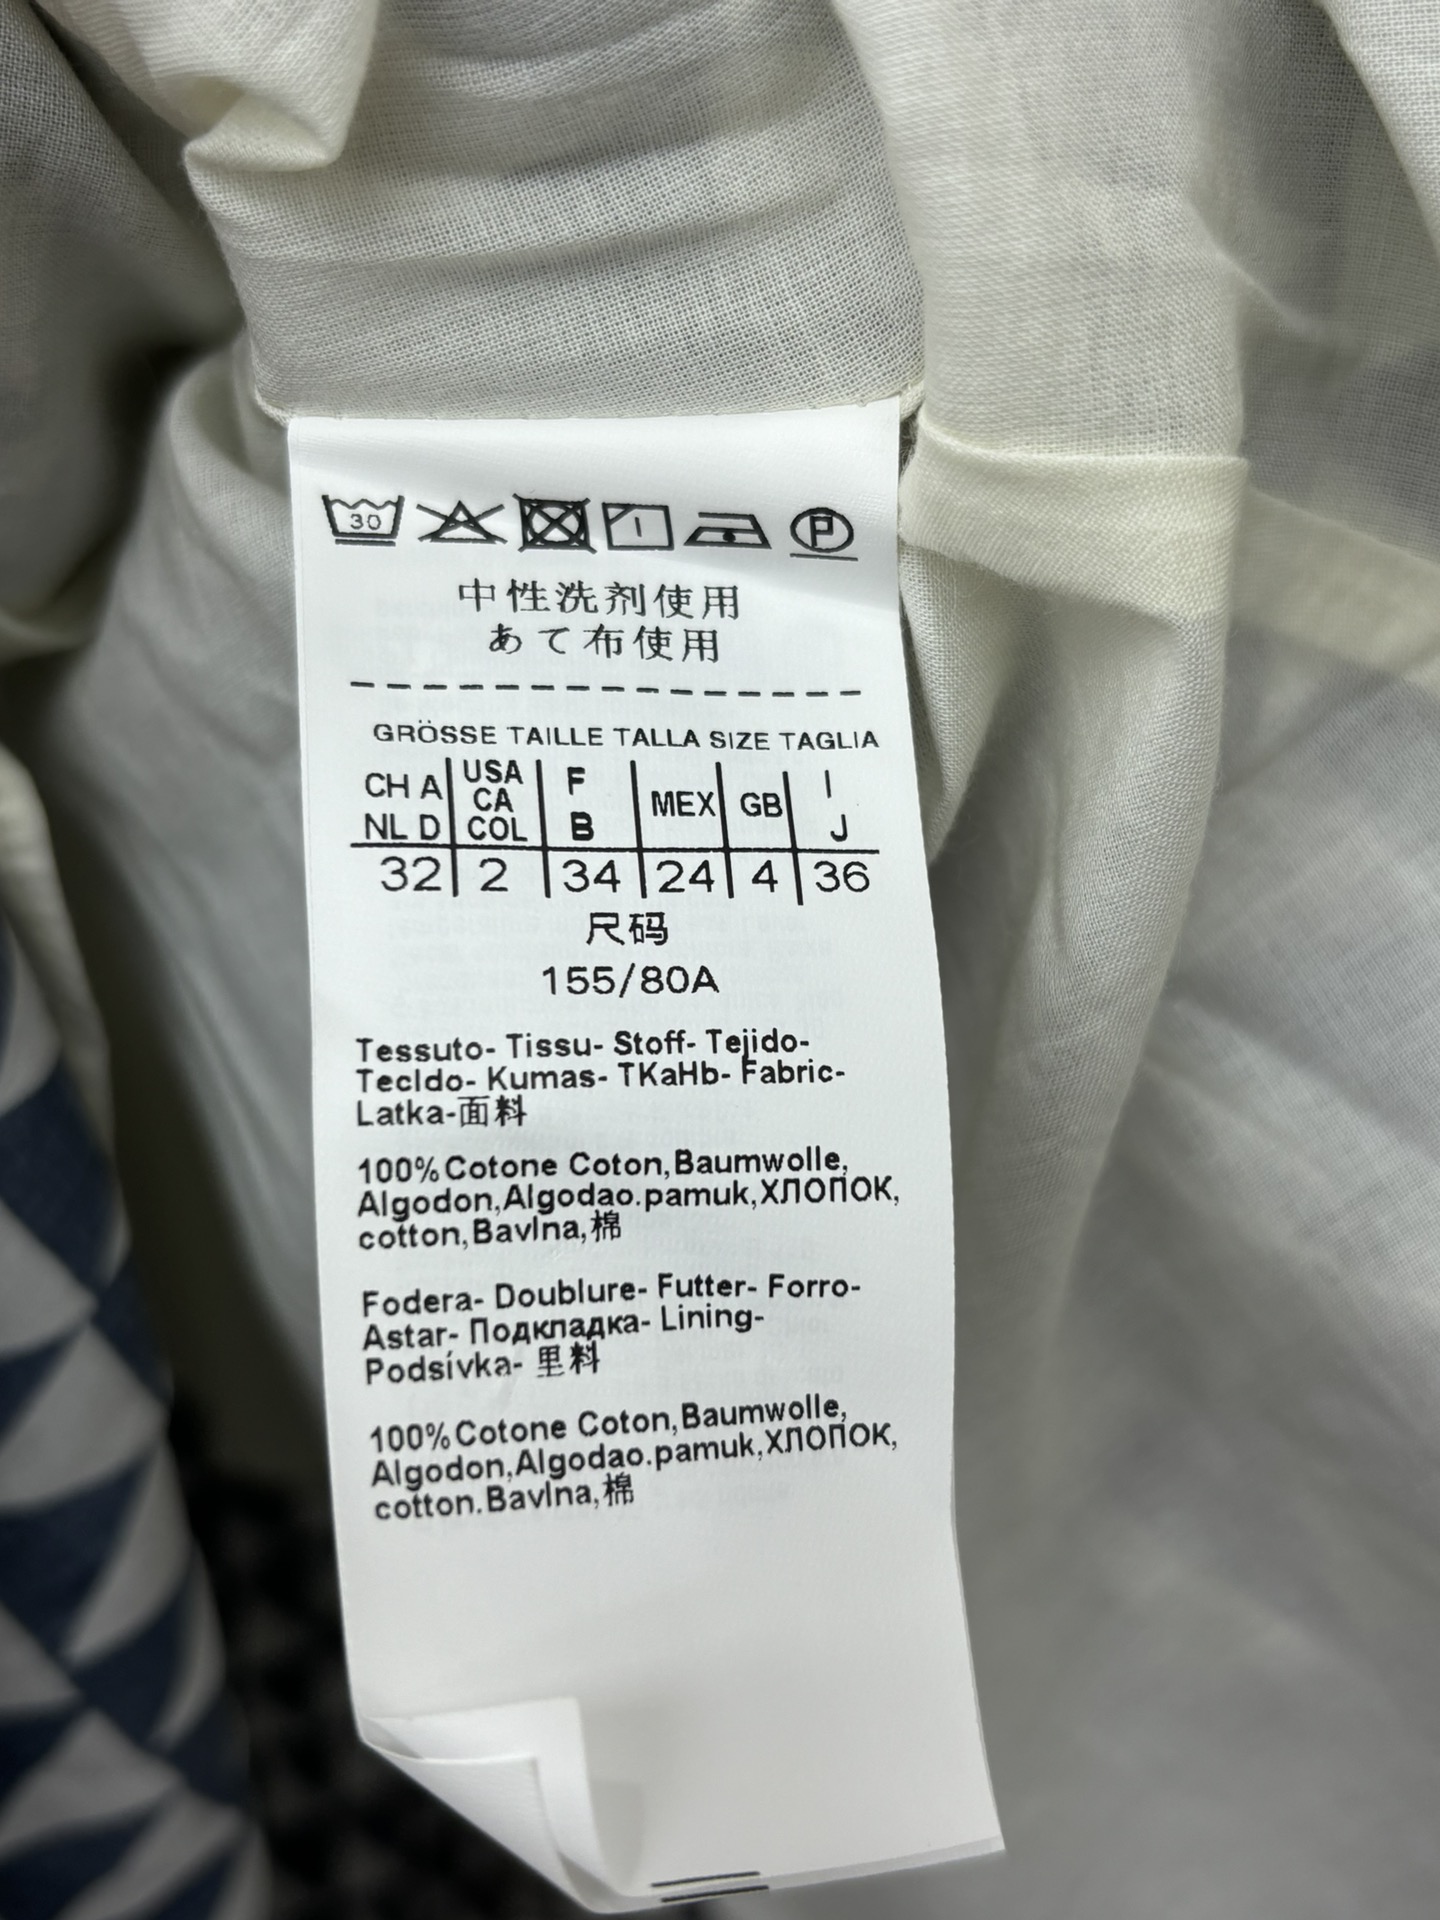 30
P
中性洗剤使用
あて布使用
GRÖSSE TAILLE TALLA SIZE TAGLIA
CH A NL D | USA CA COL | F B | MEX | GB | I J
32 | 2 | 34 | 24 | 4 | 36
尺码
155/80A
Tessuto- Tissu- Stoff- Tejido-
Tecldo- Kumas- TKaHb- Fabric-
Latka-面料
100% Cotone Coton,Baumwolle,
Algodon,Algodao.pamuk,ХЛОПОК,
cotton,Bavlna,棉
Fodera- Doublure- Futter- Forro-
Astar- Подкладка- Lining-
Podsívka- 里料
100% Cotone Coton,Baumwolle,
Algodon,Algodao.pamuk,ХЛОПОК,
cotton.Bavlna,棉